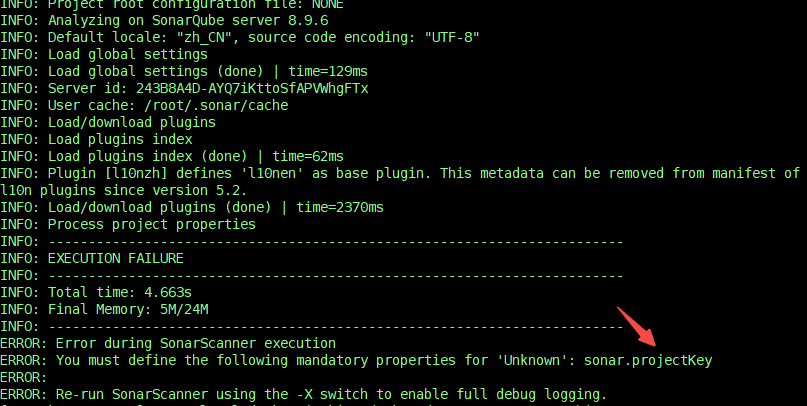 INFO: Project root configuration file: NONE
INFO: Analyzing on SonarQube server 8.9.6
INFO: Default locale: "zh_CN", source code encoding: "UTF-8"
INFO: Load global settings
INFO: Load global settings (done) | time=129ms
INFO: Server id: 243B8A4D-AYQ7iKttoSfAPVWhgFTx
INFO: User cache: /root/.sonar/cache
INFO: Load/download plugins
INFO: Load plugins index
INFO: Load plugins index (done) | time=62ms
INFO: Plugin [l10nzh] defines 'l10nen' as base plugin. This metadata can be removed from manifest of
l10n plugins since version 5.2.
INFO: Load/download plugins (done) | time=2370ms
INFO: Process project properties
INFO: ------------------------------------------------------------------------
INFO: EXECUTION FAILURE
INFO: ------------------------------------------------------------------------
INFO: Total time: 4.663s
INFO: Final Memory: 5M/24M
INFO: ------------------------------------------------------------------------
ERROR: Error during SonarScanner execution
ERROR: You must define the following mandatory properties for 'Unknown': sonar.projectKey
ERROR:
ERROR: Re-run SonarScanner using the -X switch to enable full debug logging.